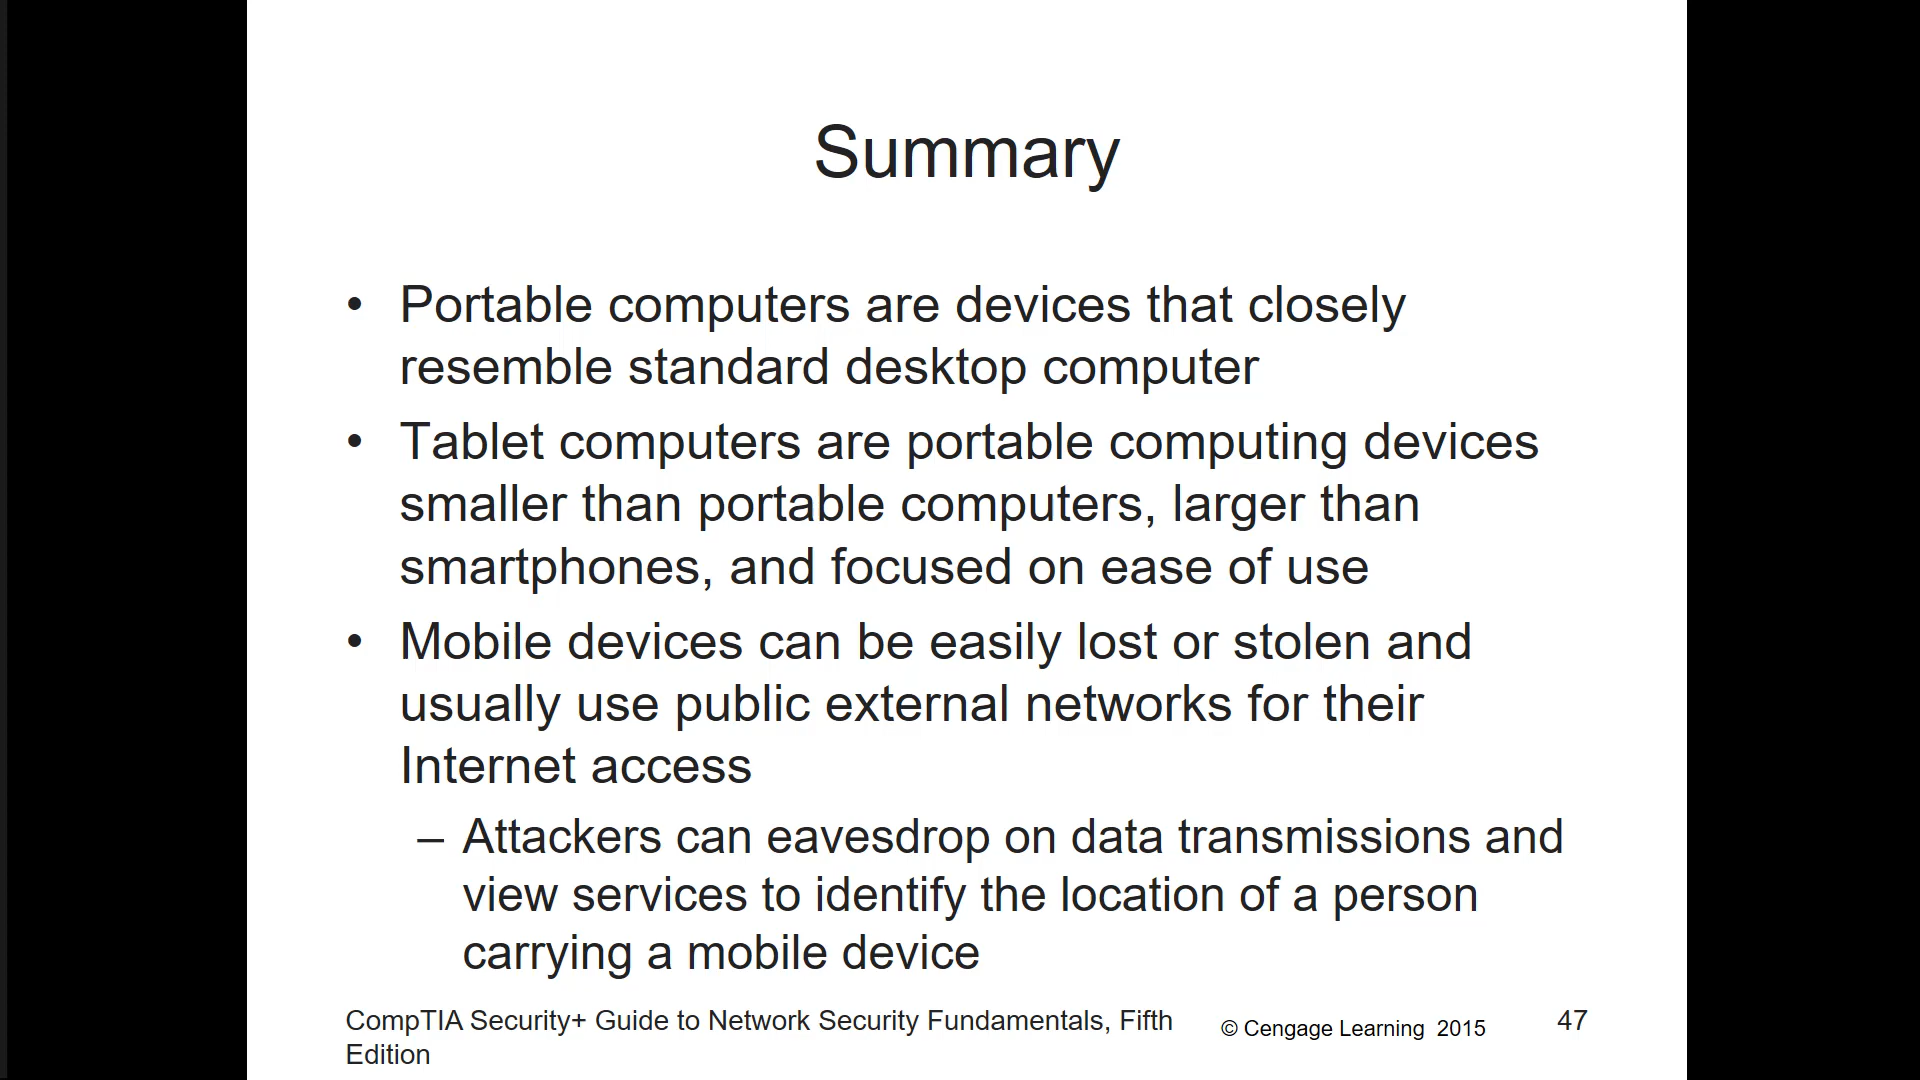 Summary
• Portable computers are devices that closely
resemble standard desktop computer
• Tablet computers are portable computing devices
smaller than portable computers, larger than
smartphones, and focused on ease of use
• Mobile devices can be easily lost or stolen and
usually use public external networks for their
Internet access
– Attackers can eavesdrop on data transmissions and
view services to identify the location of a person
carrying a mobile device
CompTIA Security+ Guide to Network Security Fundamentals, Fifth
Edition
© Cengage Learning 2015
47